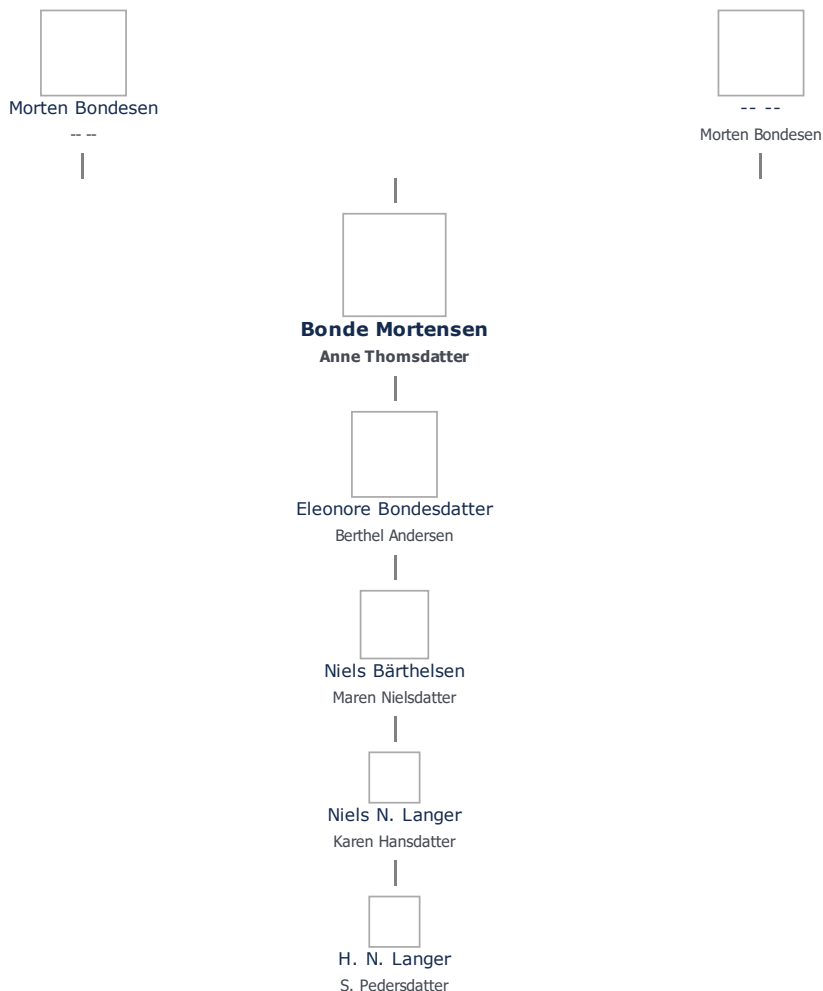 Morten Bondesen
-- --
-- --
Morten Bondesen
Bonde Mortensen
Anne Thomsdatter
Eleonore Bondesdatter
Berthel Andersen
Niels Bärthelsen
Maren Nielsdatter
Niels N. Langer
Karen Hansdatter
H. N. Langer
S. Pedersdatter